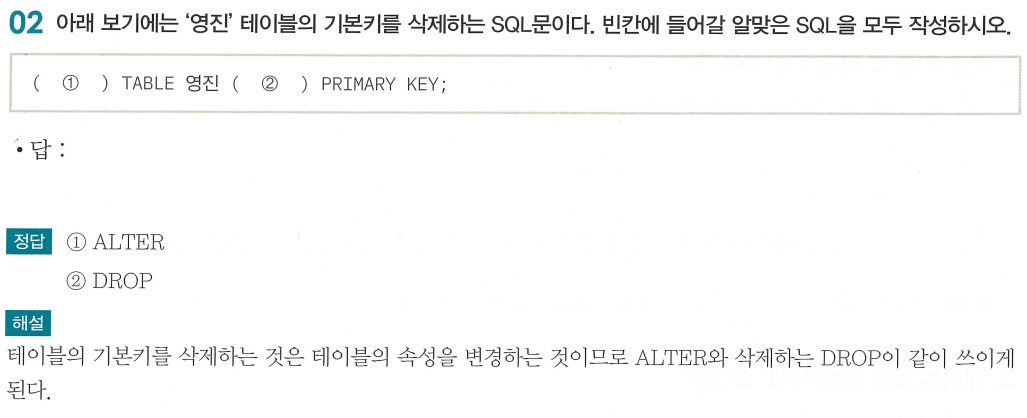 02 아래 보기에는 ‘영진’ 테이블의 기본키를 삭제하는 SQL문이다. 빈칸에 들어갈 알맞은 SQL을 모두 작성하시오.
( ① ) TABLE 영진 ( ② ) PRIMARY KEY;
• 답 :
정답 ① ALTER
② DROP
해설
테이블의 기본키를 삭제하는 것은 테이블의 속성을 변경하는 것이므로 ALTER와 삭제하는 DROP이 같이 쓰이게
된다.